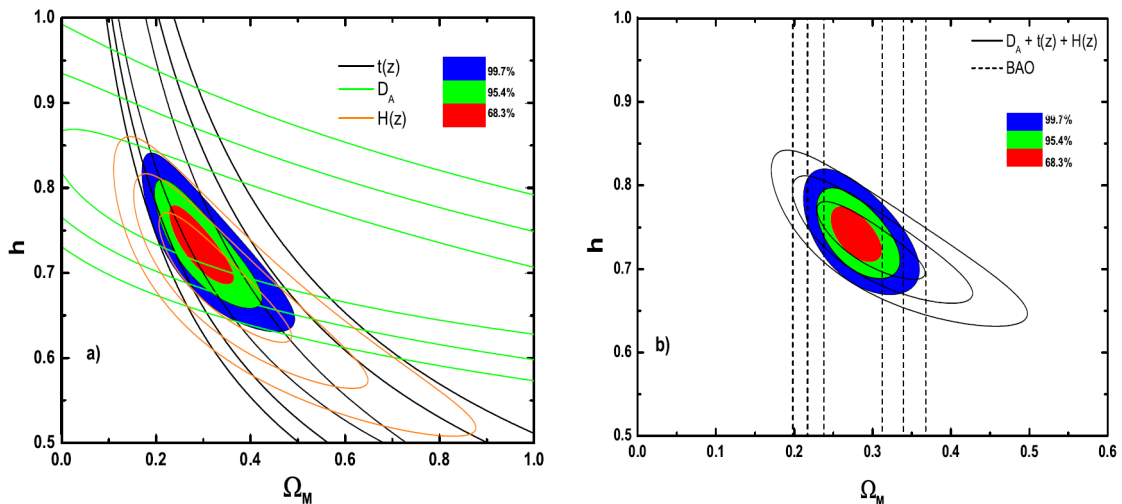 1.0
0.9
0.8
0.7
0.6
0.5
h
0.0 0.2 0.4 0.6 0.8 1.0
Ω_M
t(z)
D_A
H(z)
99.7%
95.4%
68.3%
a)
1.0
0.9
0.8
0.7
0.6
0.5
h
0.0 0.1 0.2 0.3 0.4 0.5 0.6
Ω_M
D_A + t(z) + H(z)
BAO
99.7%
95.4%
68.3%
b)